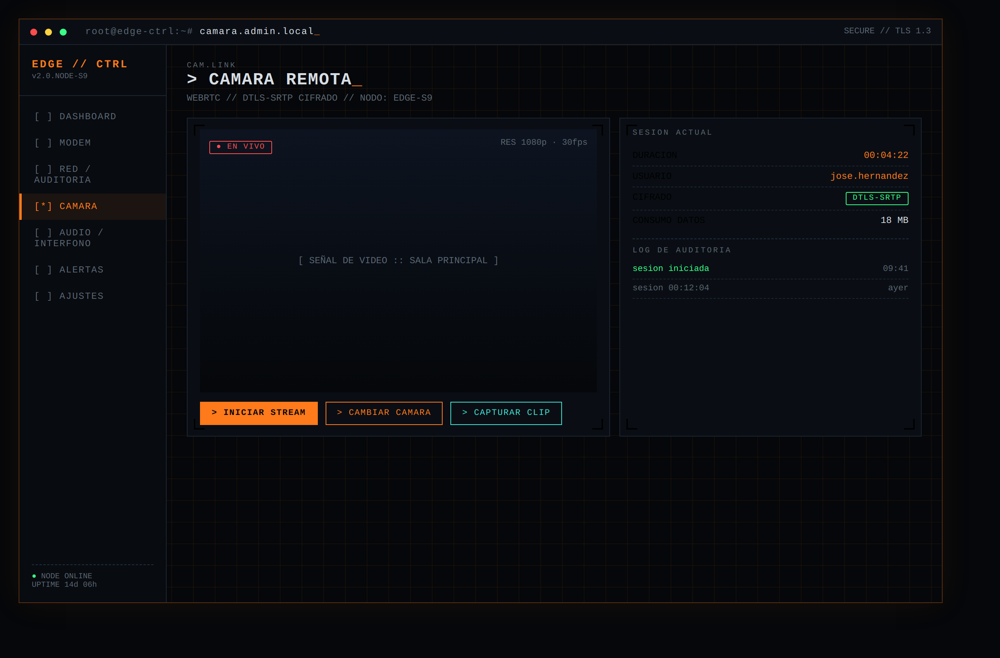 root@edge-ctrl:~# camara.admin.local_
SECURE // TLS 1.3
EDGE // CTRL
v2.0.NODE-S9
[ ] DASHBOARD
[ ] MODEM
[ ] RED /
AUDITORIA
[*] CAMARA
[ ] AUDIO /
INTERFONO
[ ] ALERTAS
[ ] AJUSTES
● NODE ONLINE
UPTIME 14d 06h
CAM.LINK
> CAMARA REMOTA_
WEBRTC // DTLS-SRTP CIFRADO // NODO: EDGE-S9
● EN VIVO
RES 1080p · 30fps
[ SEÑAL DE VIDEO :: SALA PRINCIPAL ]
> INICIAR STREAM
> CAMBIAR CAMARA
> CAPTURAR CLIP
SESION ACTUAL
DURACION 00:04:22
USUARIO jose.hernandez
CIFRADO DTLS-SRTP
CONSUMO DATOS 18 MB
LOG DE AUDITORIA
sesion iniciada 09:41
sesion 00:12:04 ayer